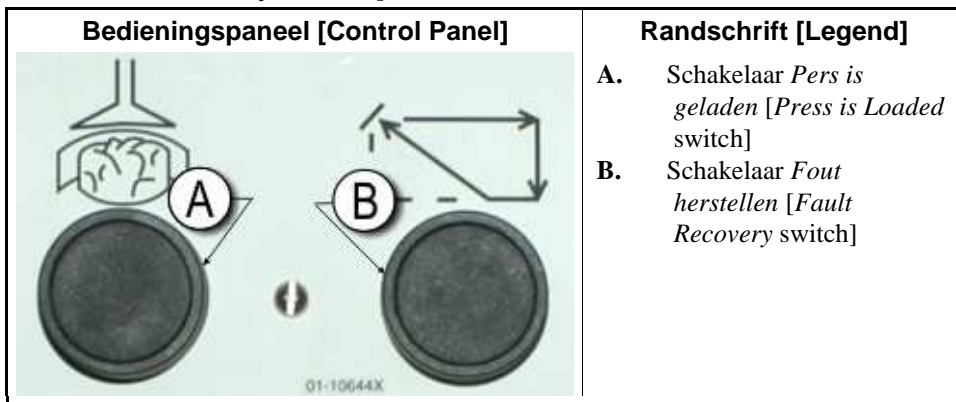 Bedieningspaneel [Control Panel]
Randschrift [Legend]
A
B
01-10644X
A. Schakelaar Pers is
geladen [Press is Loaded
switch]
B. Schakelaar Fout
herstellen [Fault
Recovery switch]